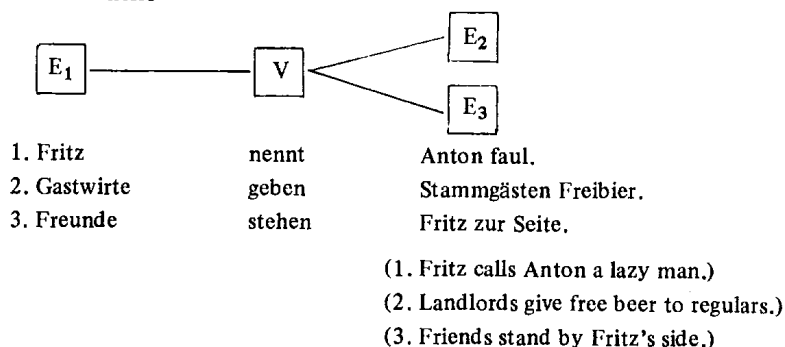 E₂
E₁ V
E₃
1. Fritz nennt Anton faul.
2. Gastwirte geben Stammgästen Freibier.
3. Freunde stehen Fritz zur Seite.
(1. Fritz calls Anton a lazy man.)
(2. Landlords give free beer to regulars.)
(3. Friends stand by Fritz's side.)